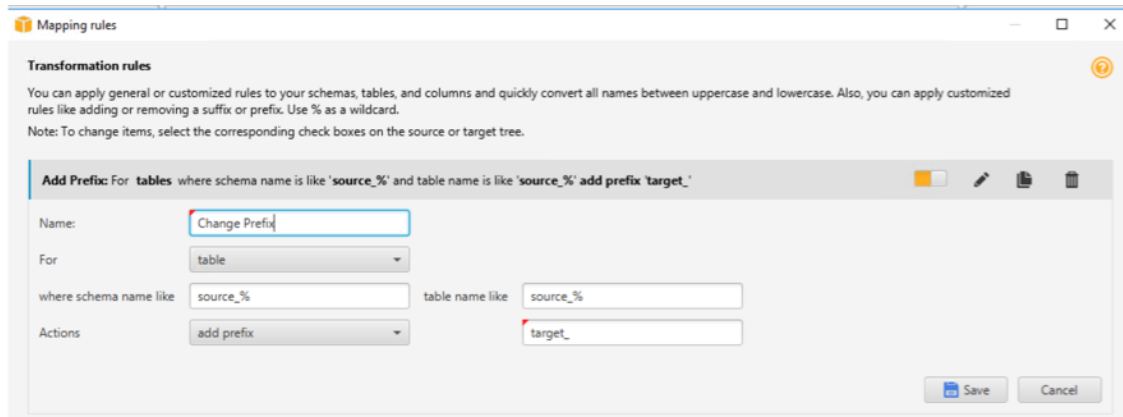 Mapping rules
Transformation rules
You can apply general or customized rules to your schemas, tables, and columns and quickly convert all names between uppercase and lowercase. Also, you can apply customized
rules like adding or removing a suffix or prefix. Use % as a wildcard.
Note: To change items, select the corresponding check boxes on the source or target tree.
Add Prefix: For tables where schema name is like 'source_%' and table name is like 'source_%' add prefix 'target_'
Name: Change Prefix
For table
where schema name like source_% table name like source_%
Actions add prefix target_
Save Cancel